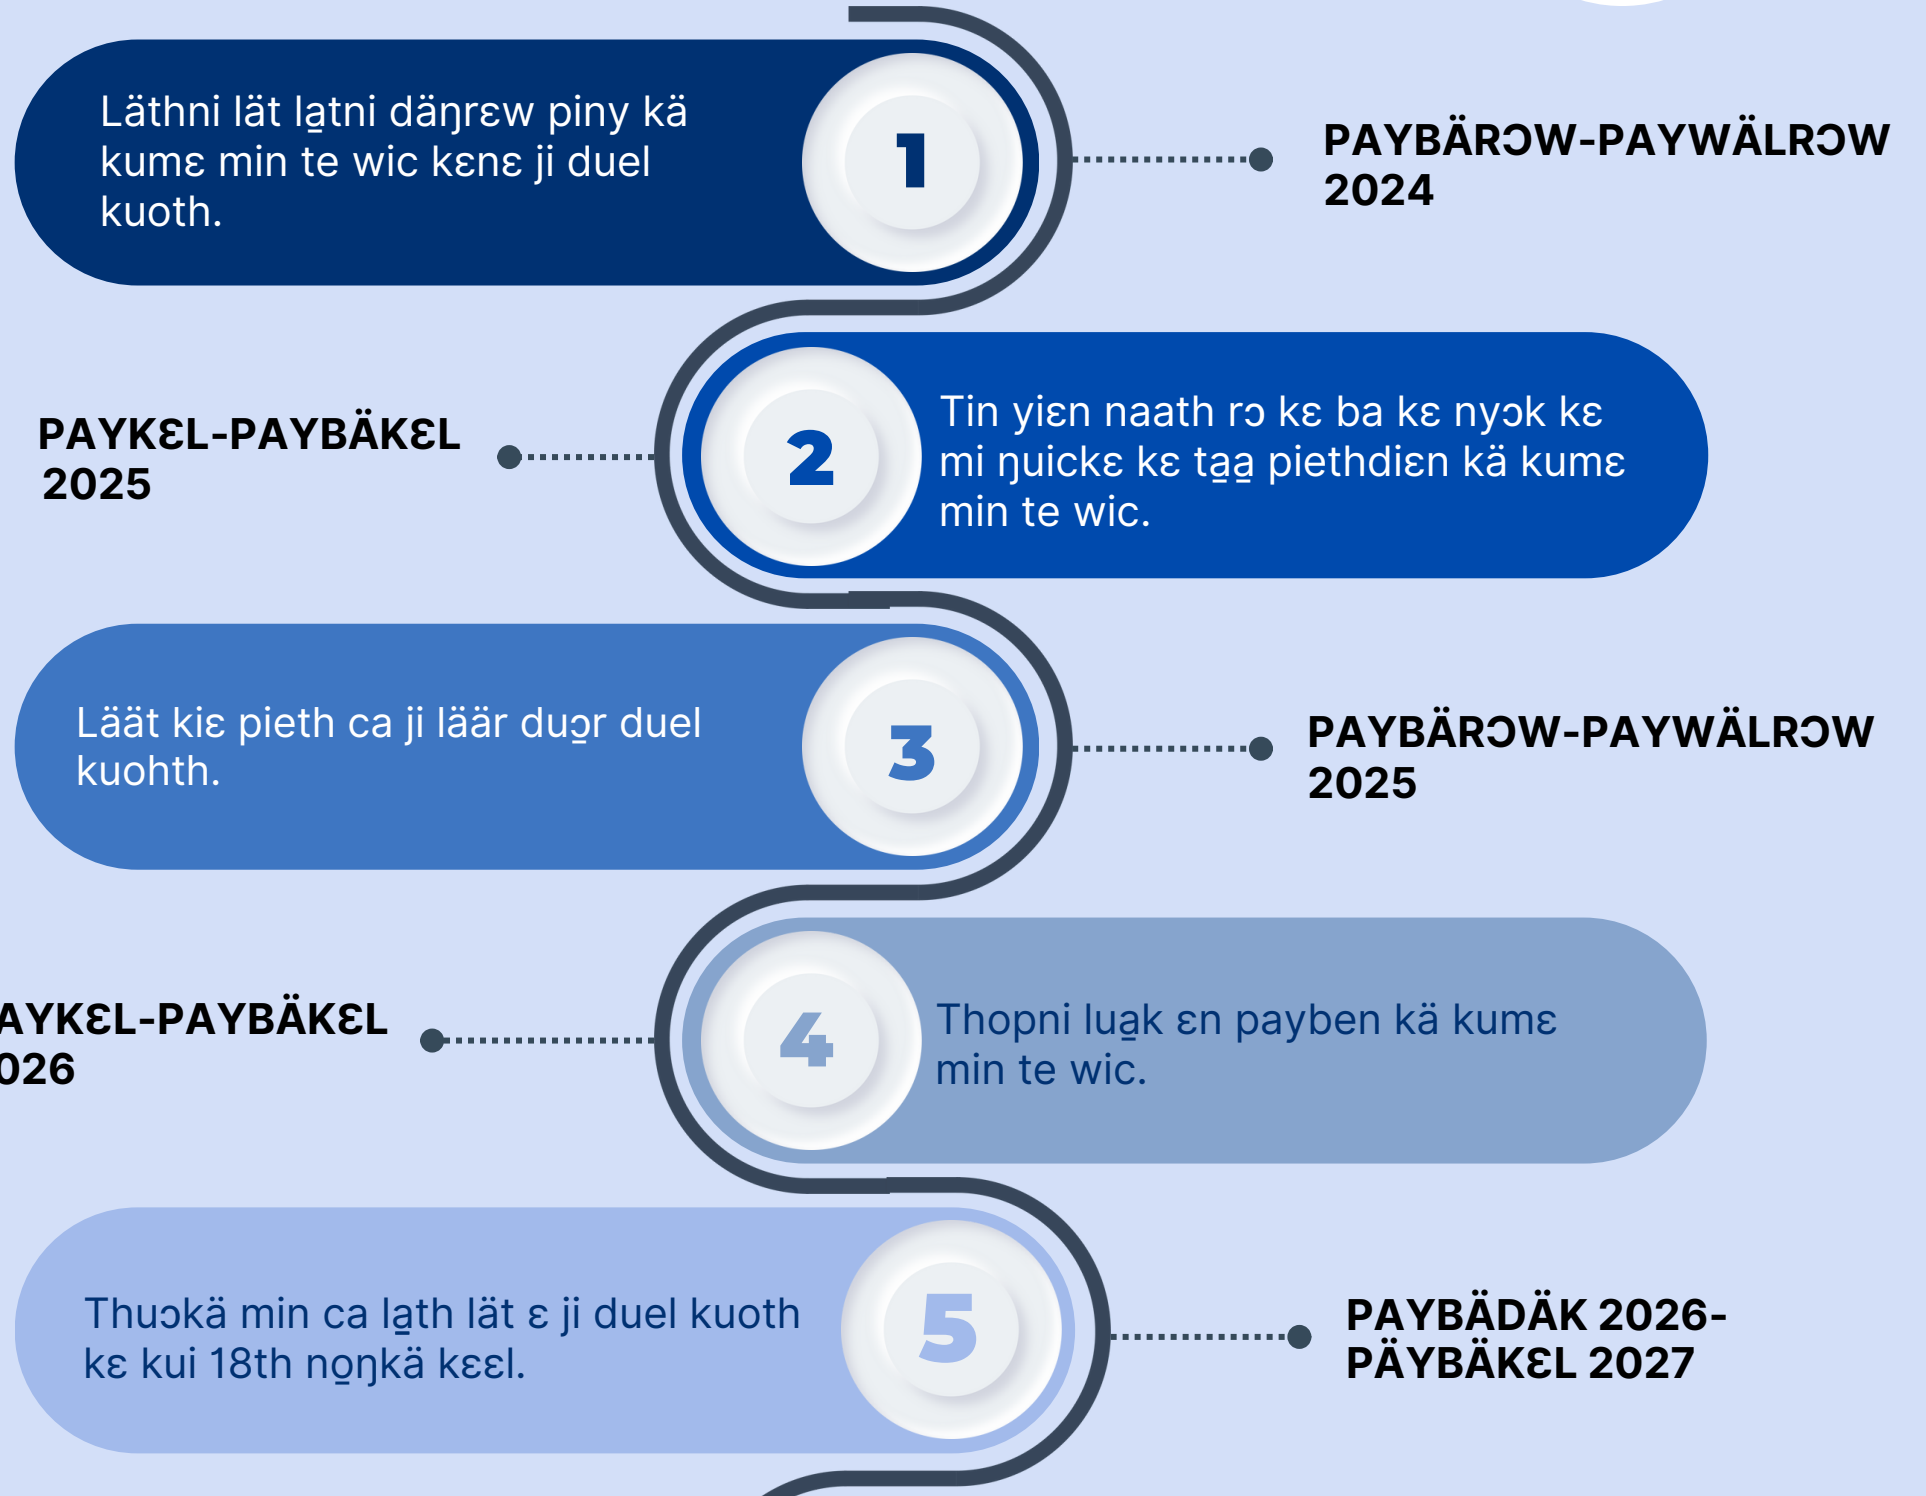 Läthni lät la̱tni däŋrɛw piny kä
kumɛ min te wic kɛnɛ ji duel
kuoth.
1
PAYBÄRƆW-PAYWÄLRƆW
2024
PAYKƐL-PAYBÄKƐL
2025
2
Tin yiɛn naath rɔ kɛ ba kɛ nyɔk kɛ
mi ŋuickɛ kɛ ta̱a̱ piethdiɛn kä kumɛ
min te wic.
Läät kiɛ pieth ca ji läär duɔ̱r duel
kuohth.
3
PAYBÄRƆW-PAYWÄLRƆW
2025
AYKƐL-PAYBÄKƐL
026
4
Thopni lua̱k ɛn payben kä kumɛ
min te wic.
Thuɔkä min ca la̱th lät ɛ ji duel kuoth
kɛ kui 18th no̱ŋkä kɛɛl.
5
PAYBÄDÄK 2026-
PÄYBÄKƐL 2027